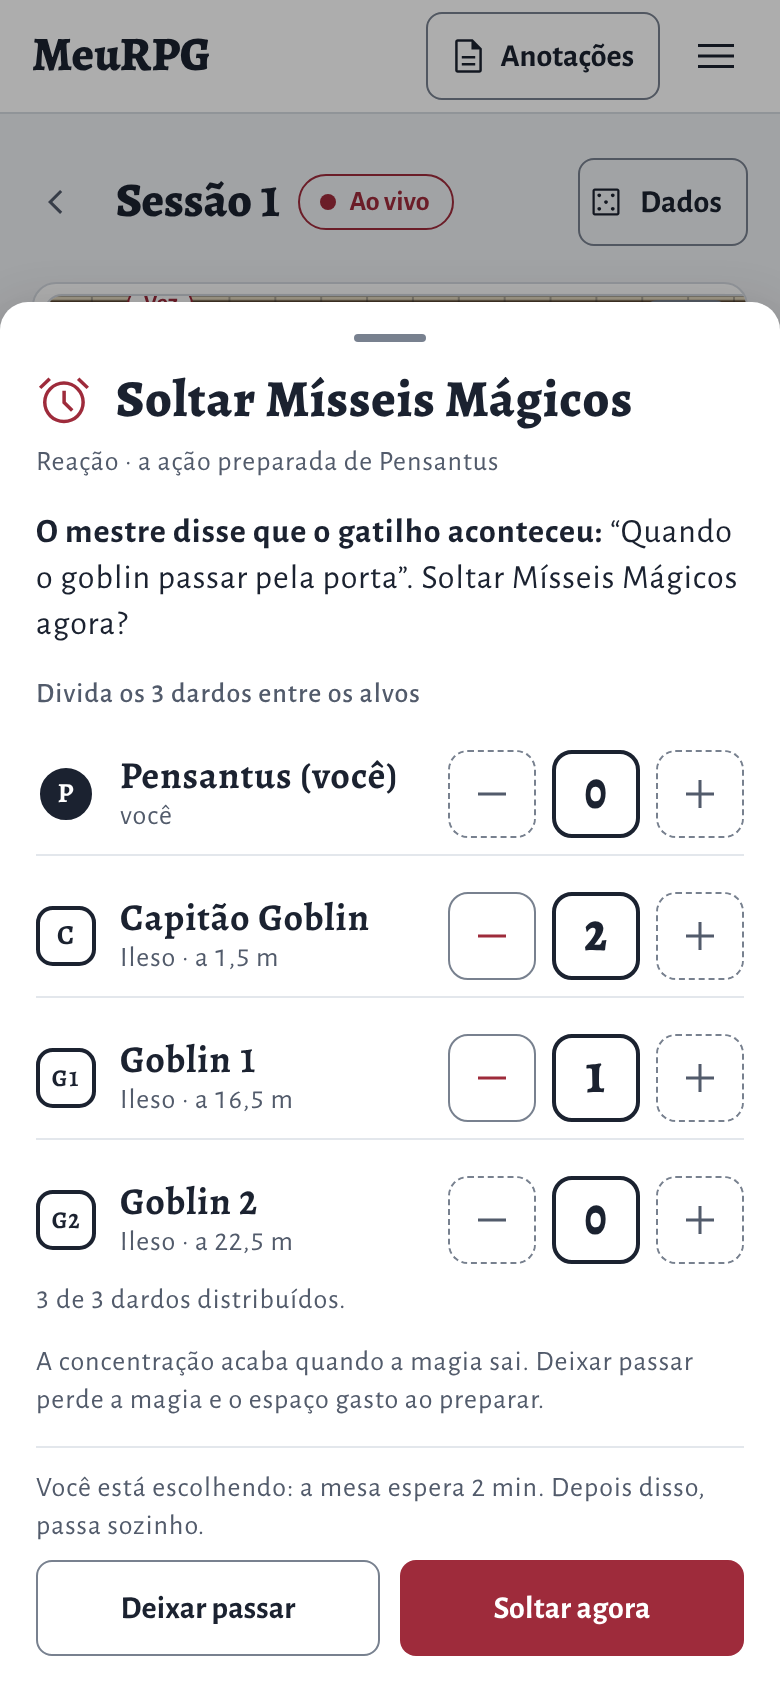 MeuRPG
Anotações
Sessão 1
Ao vivo
Dados
Vez
Soltar Mísseis Mágicos
Reação · a ação preparada de Pensantus
O mestre disse que o gatilho aconteceu: “Quando
o goblin passar pela porta”. Soltar Mísseis Mágicos
agora?
Divida os 3 dardos entre os alvos
P
Pensantus (você)
você
0
C
Capitão Goblin
Ileso · a 1,5 m
2
G1
Goblin 1
Ileso · a 16,5 m
1
G2
Goblin 2
Ileso · a 22,5 m
0
3 de 3 dardos distribuídos.
A concentração acaba quando a magia sai. Deixar passar
perde a magia e o espaço gasto ao preparar.
Você está escolhendo: a mesa espera 2 min. Depois disso,
passa sozinho.
Deixar passar
Soltar agora